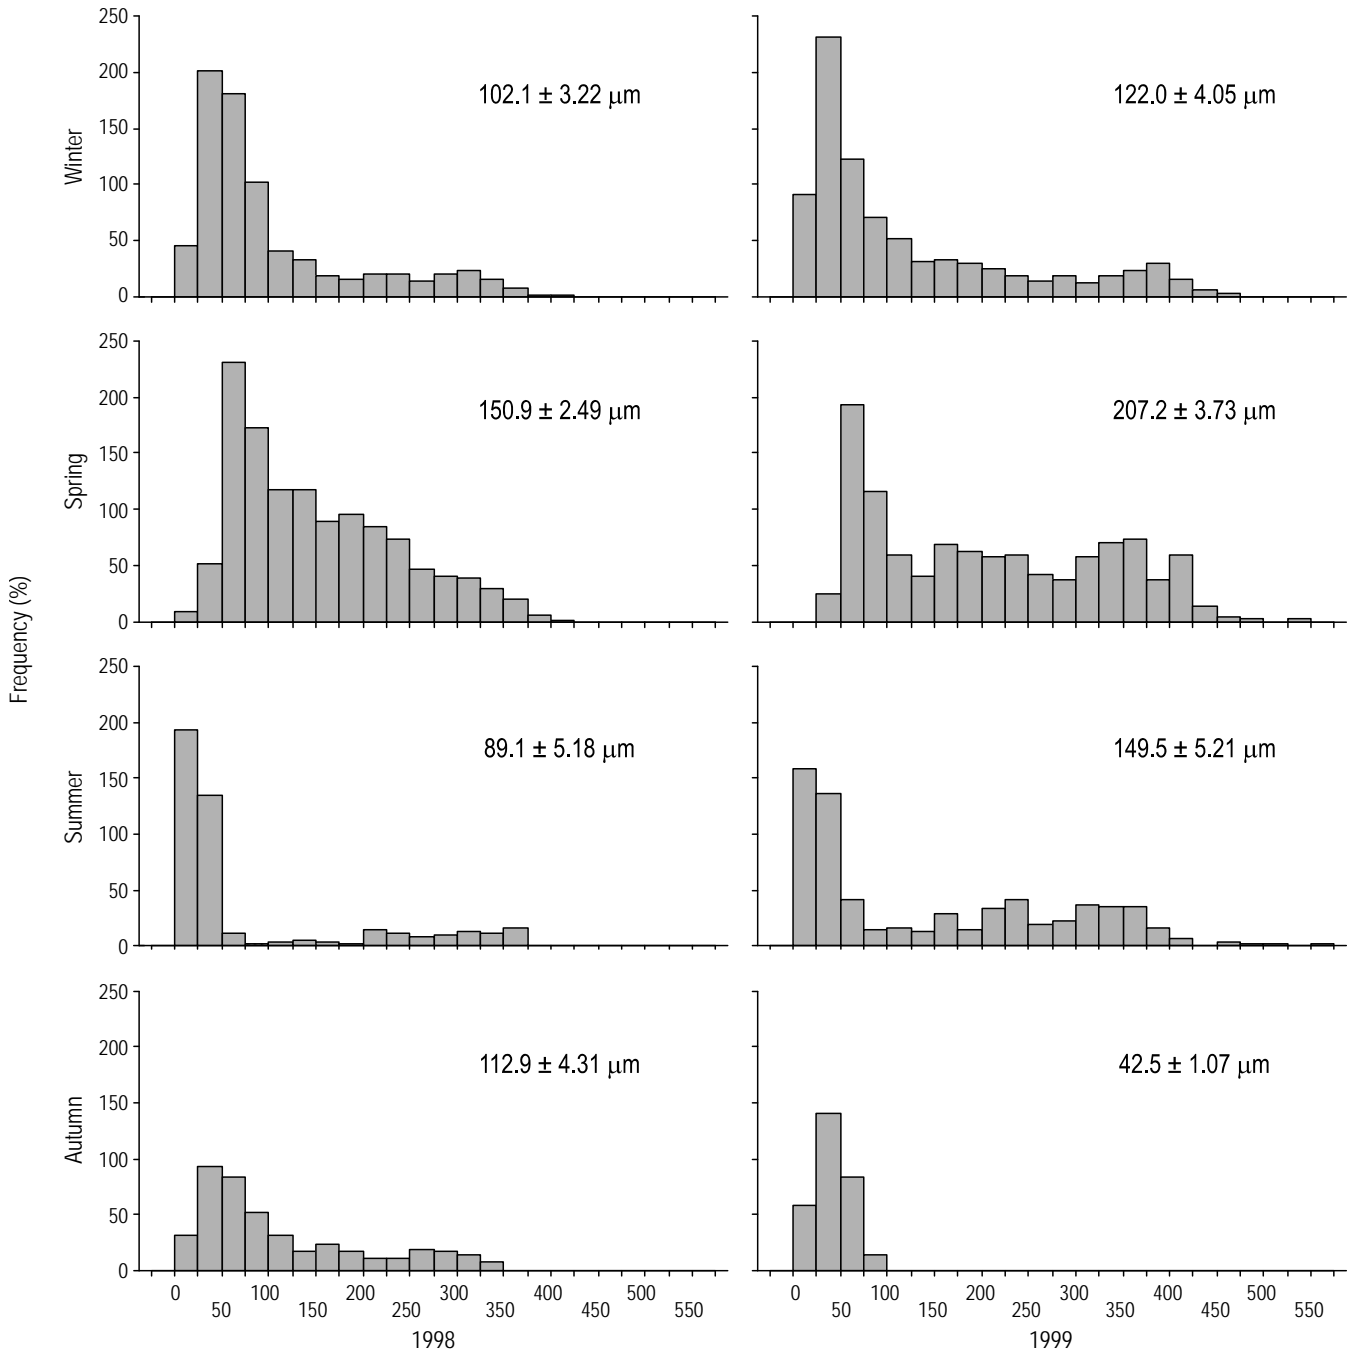 Frequency (%)
Winter
250
200
150
100
50
0
102.1 ± 3.22 μm
122.0 ± 4.05 μm
Spring
250
200
150
100
50
0
150.9 ± 2.49 μm
207.2 ± 3.73 μm
Summer
250
200
150
100
50
0
89.1 ± 5.18 μm
149.5 ± 5.21 μm
Autumn
250
200
150
100
50
0
112.9 ± 4.31 μm
42.5 ± 1.07 μm
0 100 200 300 400 500
50 150 250 350 450 550
1998
0 100 200 300 400 500
50 150 250 350 450 550
1999